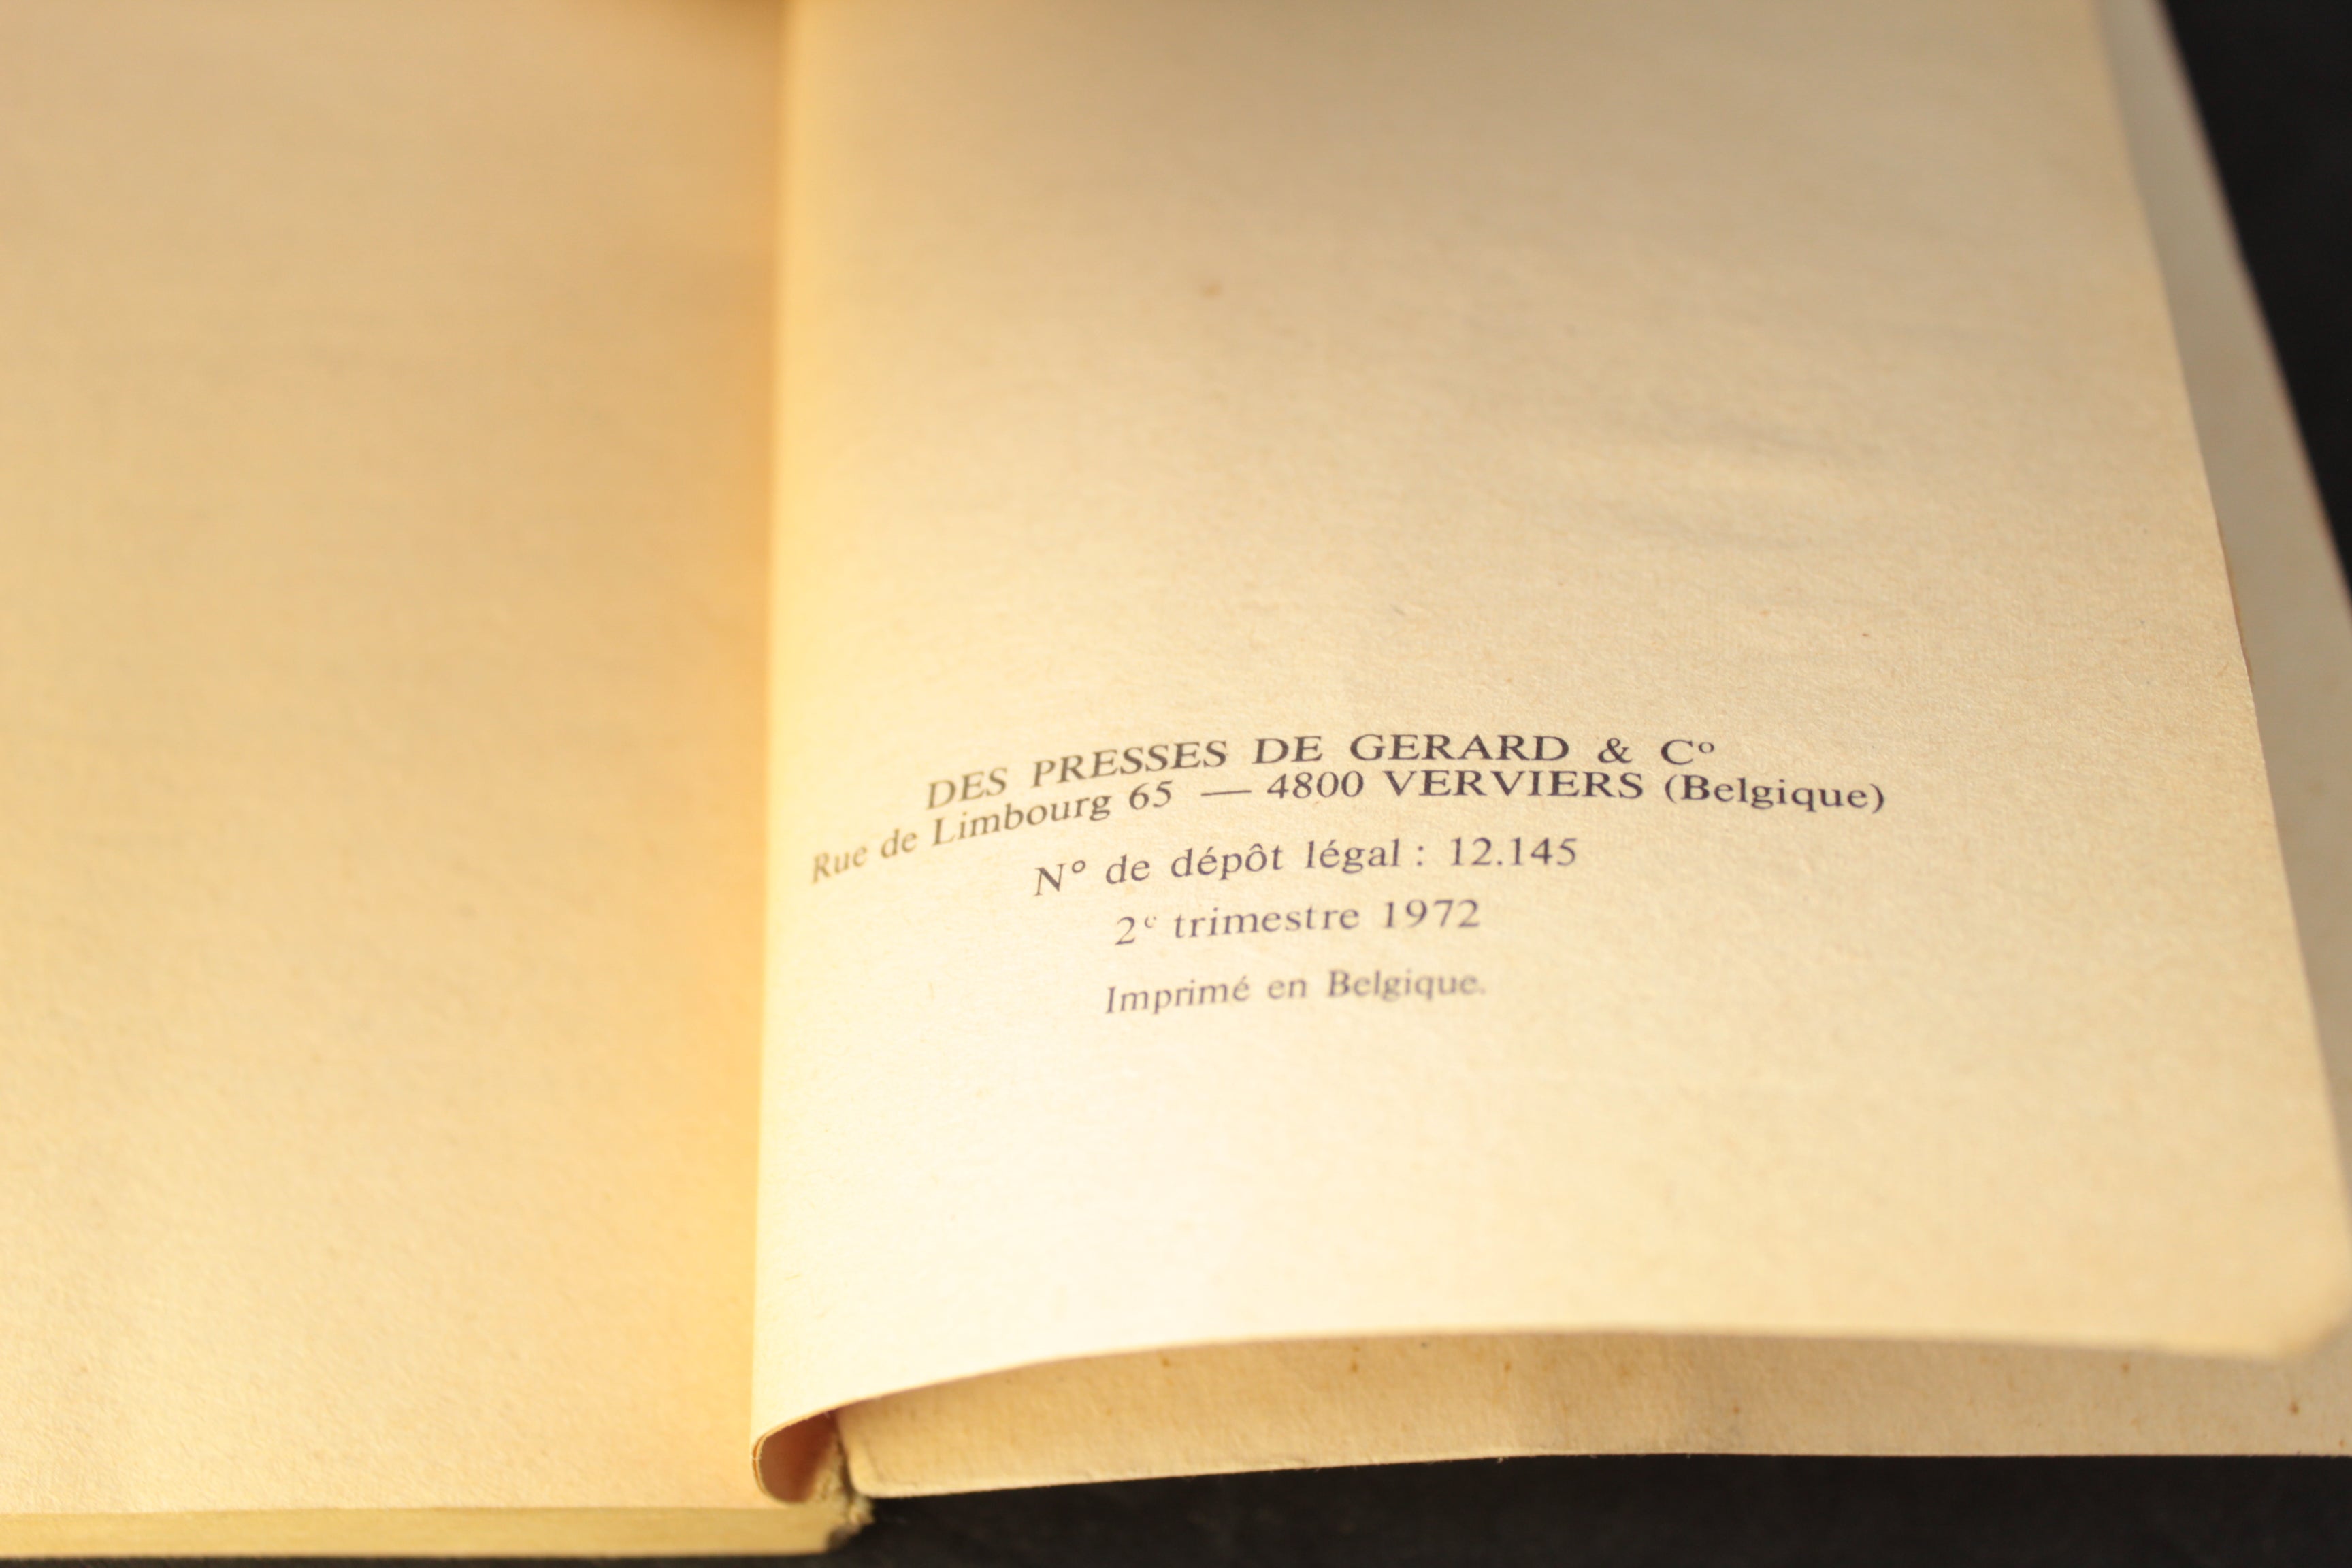 DES PRESSES DE GERARD & Cº
Rue de Limbourg 65 — 4800 VERVIERS (Belgique)
N° de dépôt légal : 12.145
2ᵉ trimestre 1972
Imprimé en Belgique.